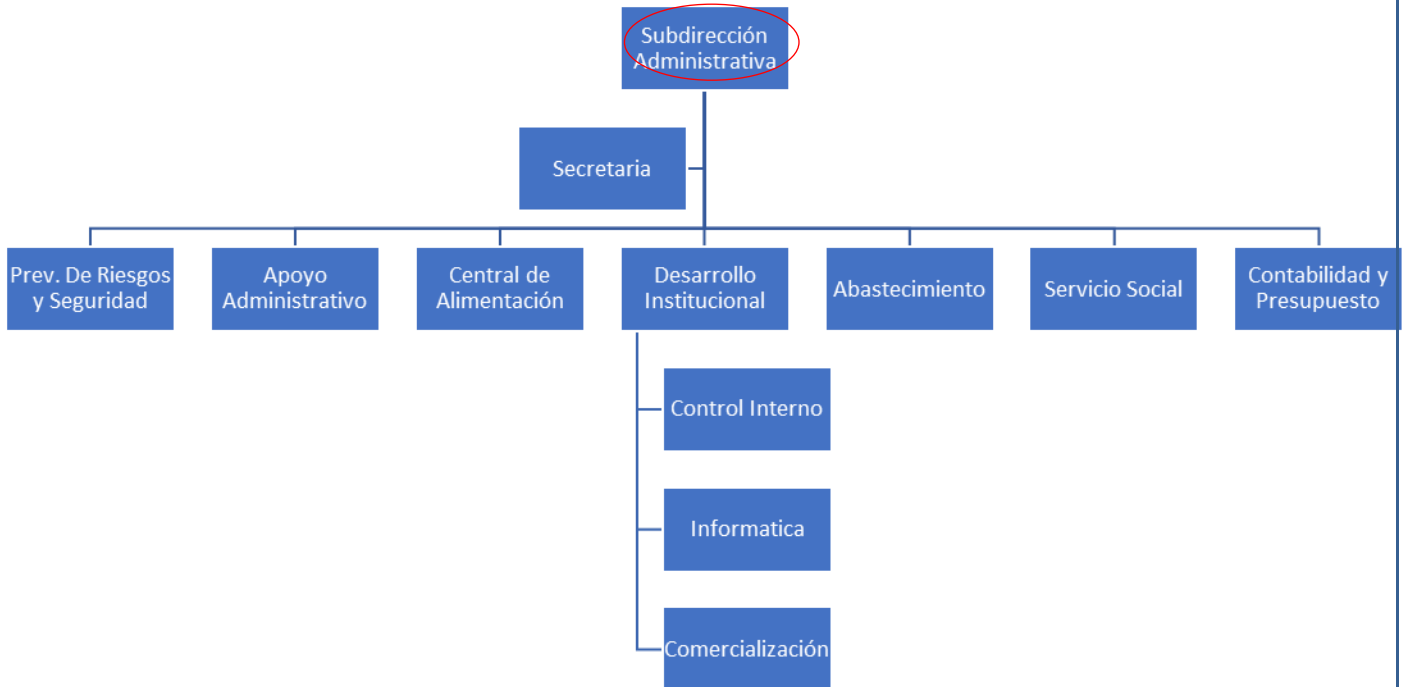 Subdirección
Administrativa
Secretaria
Prev. De Riesgos
y Seguridad
Apoyo
Administrativo
Central de
Alimentación
Desarrollo
Institucional
Abastecimiento
Servicio Social
Contabilidad y
Presupuesto
Control Interno
Informatica
Comercialización